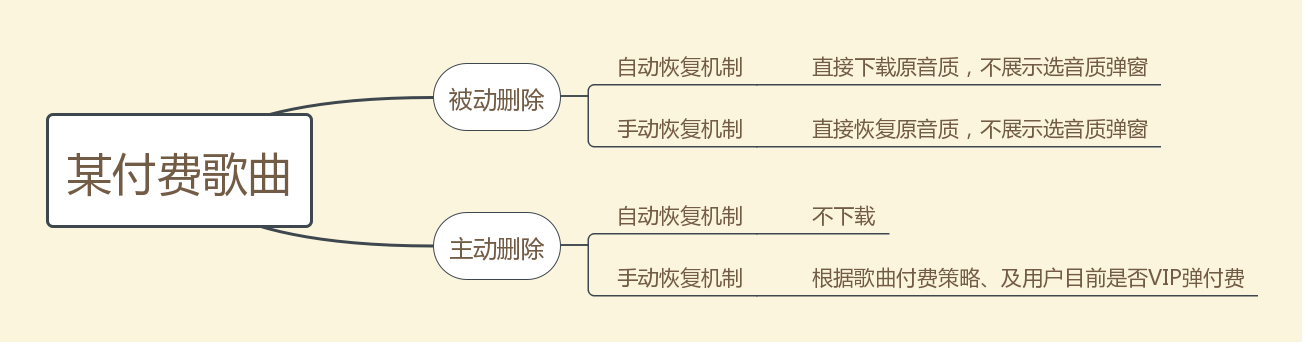 某付费歌曲
被动删除
自动恢复机制
直接下载原音质，不展示选音质弹窗
手动恢复机制
直接恢复原音质，不展示选音质弹窗
主动删除
自动恢复机制
不下载
手动恢复机制
根据歌曲付费策略、及用户目前是否VIP弹付费